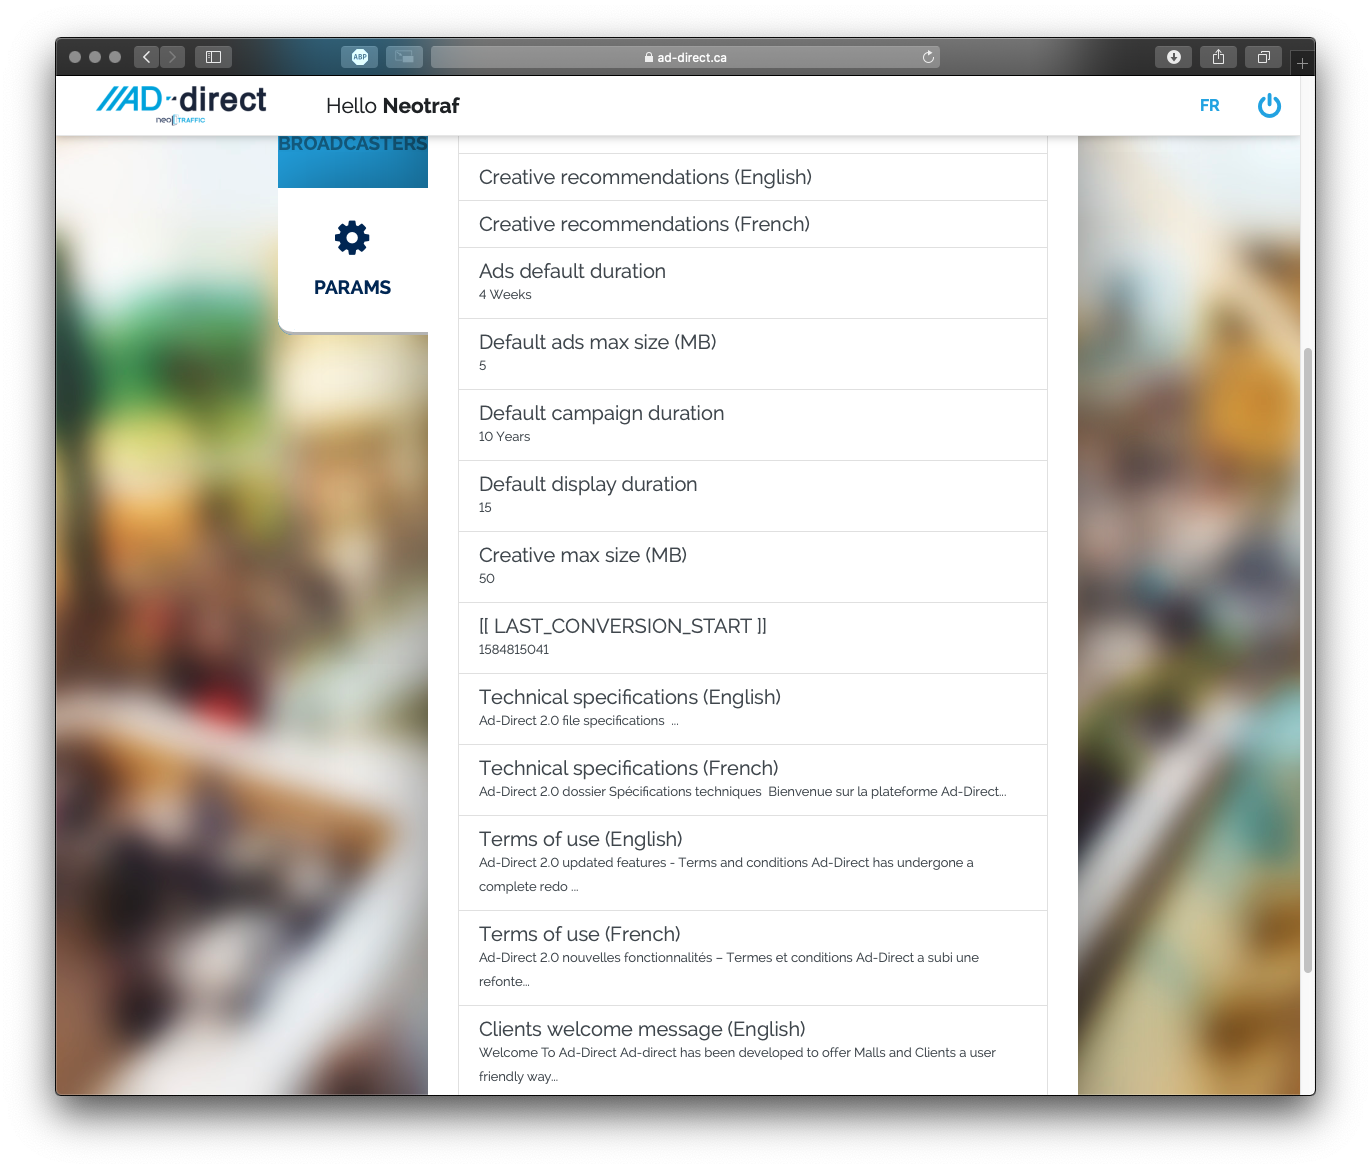 ABP
ad-direct.ca
AD-direct
neo TRAFFIC
Hello Neotraf
FR
BROADCASTERS
PARAMS
Creative recommendations (English)
Creative recommendations (French)
Ads default duration
4 Weeks
Default ads max size (MB)
5
Default campaign duration
10 Years
Default display duration
15
Creative max size (MB)
50
[[ LAST_CONVERSION_START ]]
1584815041
Technical specifications (English)
Ad-Direct 2.0 file specifications ...
Technical specifications (French)
Ad-Direct 2.0 dossier Spécifications techniques Bienvenue sur la plateforme Ad-Direct...
Terms of use (English)
Ad-Direct 2.0 updated features - Terms and conditions Ad-Direct has undergone a
complete redo ...
Terms of use (French)
Ad-Direct 2.0 nouvelles fonctionnalités – Termes et conditions Ad-Direct a subi une
refonte...
Clients welcome message (English)
Welcome To Ad-Direct Ad-direct has been developed to offer Malls and Clients a user
friendly way...